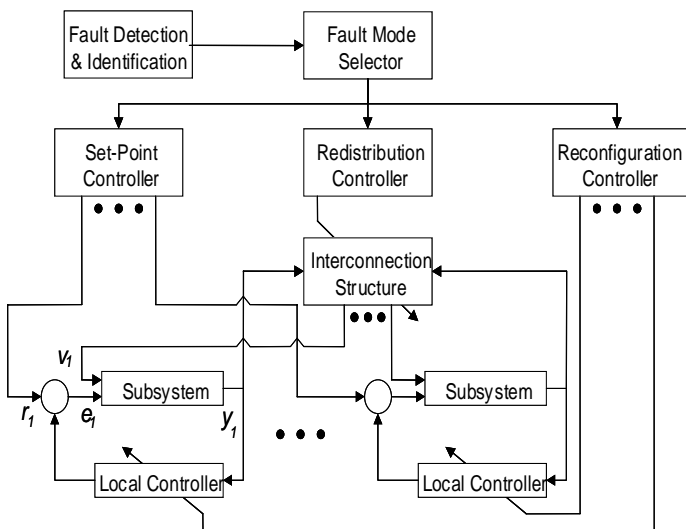 Fault Detection
& Identification
Fault Mode
Selector
Set-Point
Controller
Redistribution
Controller
Reconfiguration
Controller
Interconnection
Structure
v1
Subsystem
Subsystem
r1
e1
y1
Local Controller
Local Controller